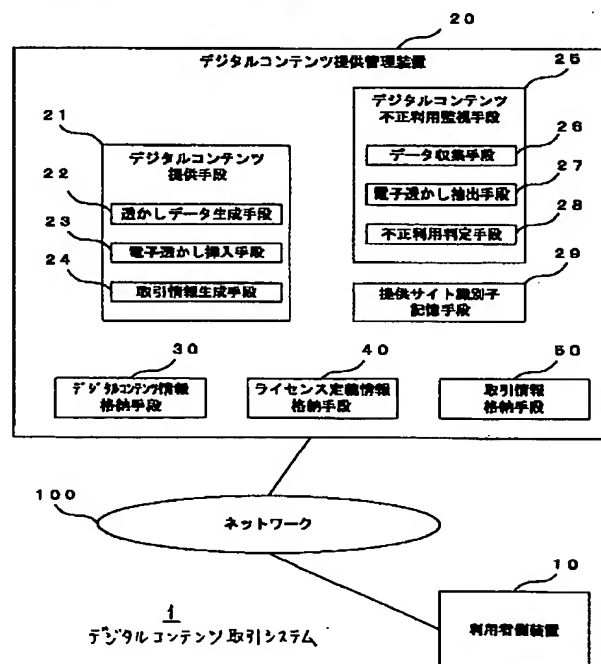 20
デジタルコンテンツ提供管理装置
21
デジタルコンテンツ
提供手段
22
透かしデータ生成手段
23
電子透かし挿入手段
24
取引情報生成手段
25
デジタルコンテンツ
不正利用監視手段
26
データ収集手段
27
電子透かし抽出手段
28
不正利用判定手段
29
提供サイト識別子
記憶手段
30
デジタルコンテンツ情報
格納手段
40
ライセンス定義情報
格納手段
50
取引情報
格納手段
100
ネットワーク
10
利用者側装置
1
デジタルコンテンツ取引システム